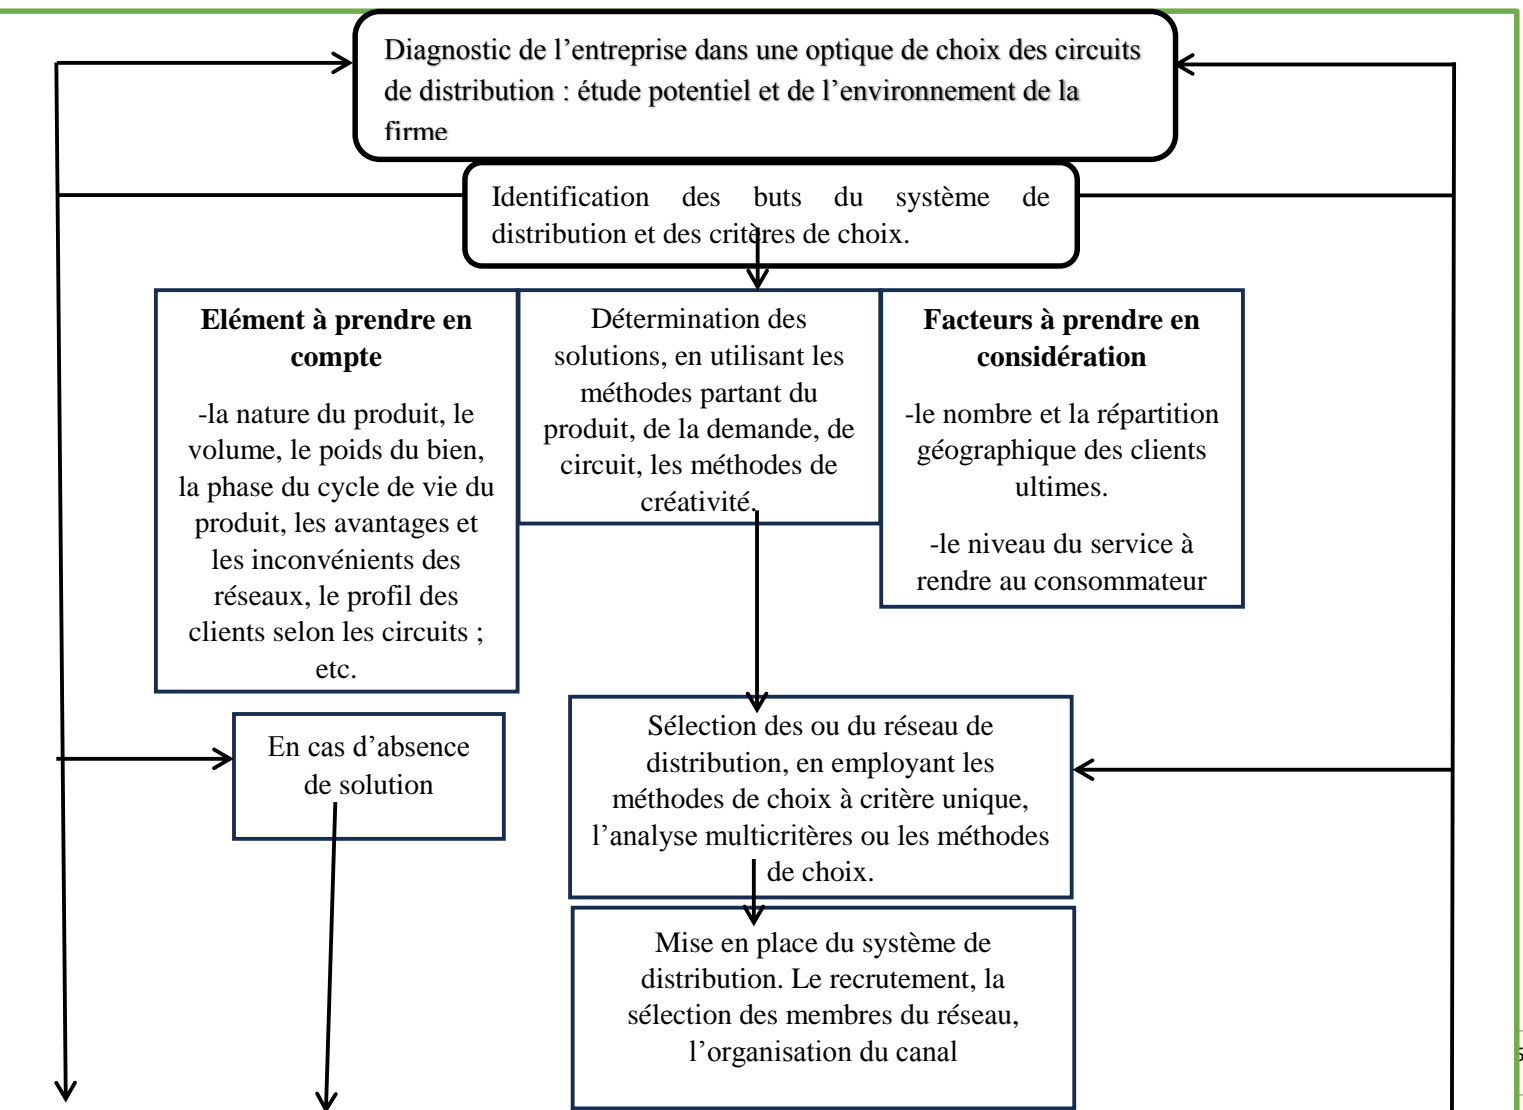 Diagnostic de l’entreprise dans une optique de choix des circuits
de distribution : étude potentiel et de l’environnement de la
firme
Identification des buts du système de
distribution et des critères de choix.
Elément à prendre en
compte
-la nature du produit, le
volume, le poids du bien,
la phase du cycle de vie du
produit, les avantages et
les inconvénients des
réseaux, le profil des
clients selon les circuits ;
etc.
Détermination des
solutions, en utilisant les
méthodes partant du
produit, de la demande, de
circuit, les méthodes de
créativité.
Facteurs à prendre en
considération
-le nombre et la répartition
géographique des clients
ultimes.
-le niveau du service à
rendre au consommateur
En cas d’absence
de solution
Sélection des ou du réseau de
distribution, en employant les
méthodes de choix à critère unique,
l’analyse multicritères ou les méthodes
de choix.
Mise en place du système de
distribution. Le recrutement, la
sélection des membres du réseau,
l’organisation du canal